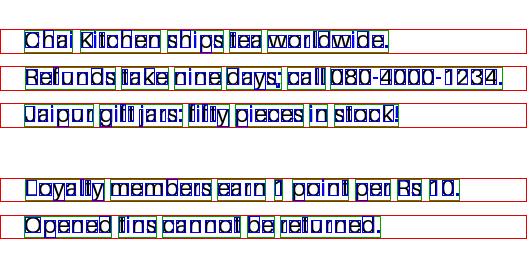 Chai Kitchen ships tea worldwide.
Refunds take nine days; call 080-4000-1234.
Jaipur gift jars: fifty pieces in stock!
Loyalty members earn 1 point per Rs 10.
Opened tins cannot be returned.